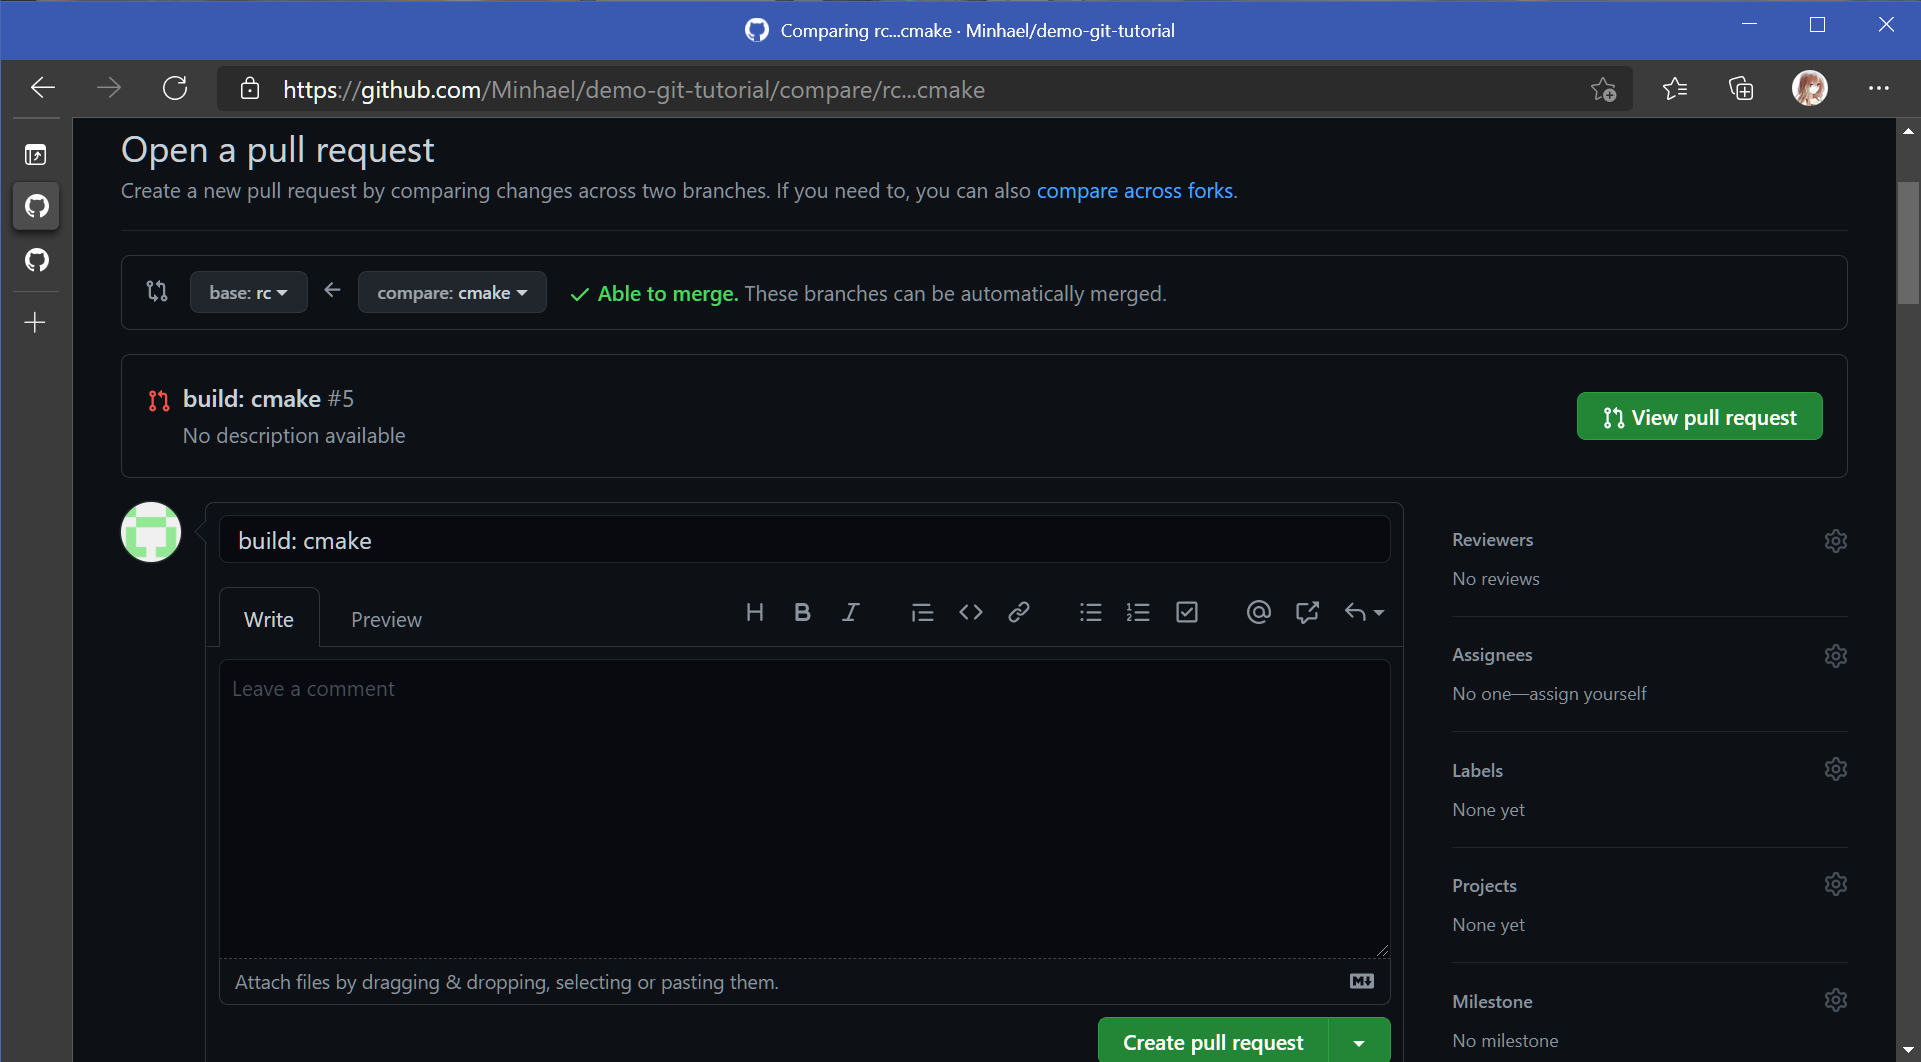 Comparing rc...cmake · Minhael/demo-git-tutorial
https://github.com/Minhael/demo-git-tutorial/compare/rc...cmake
Open a pull request
Create a new pull request by comparing changes across two branches. If you need to, you can also compare across forks.
base: rc
compare: cmake
Able to merge. These branches can be automatically merged.
build: cmake #5
No description available
View pull request
build: cmake
Write
Preview
Leave a comment
Attach files by dragging & dropping, selecting or pasting them.
Create pull request
Reviewers
No reviews
Assignees
No one—assign yourself
Labels
None yet
Projects
None yet
Milestone
No milestone